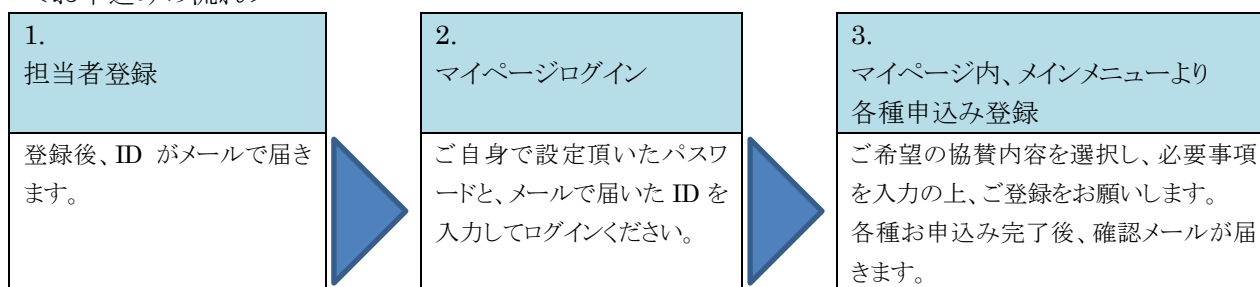 1.
担当者登録
登録後、ID がメールで届き
ます。
2.
マイページログイン
ご自身で設定頂いたパスワ
ードと、メールで届いた ID を
入力してログインください。
3.
マイページ内、メインメニューより
各種申込み登録
ご希望の協賛内容を選択し、必要事項
を入力の上、ご登録をお願いします。
各種お申込み完了後、確認メールが届
きます。